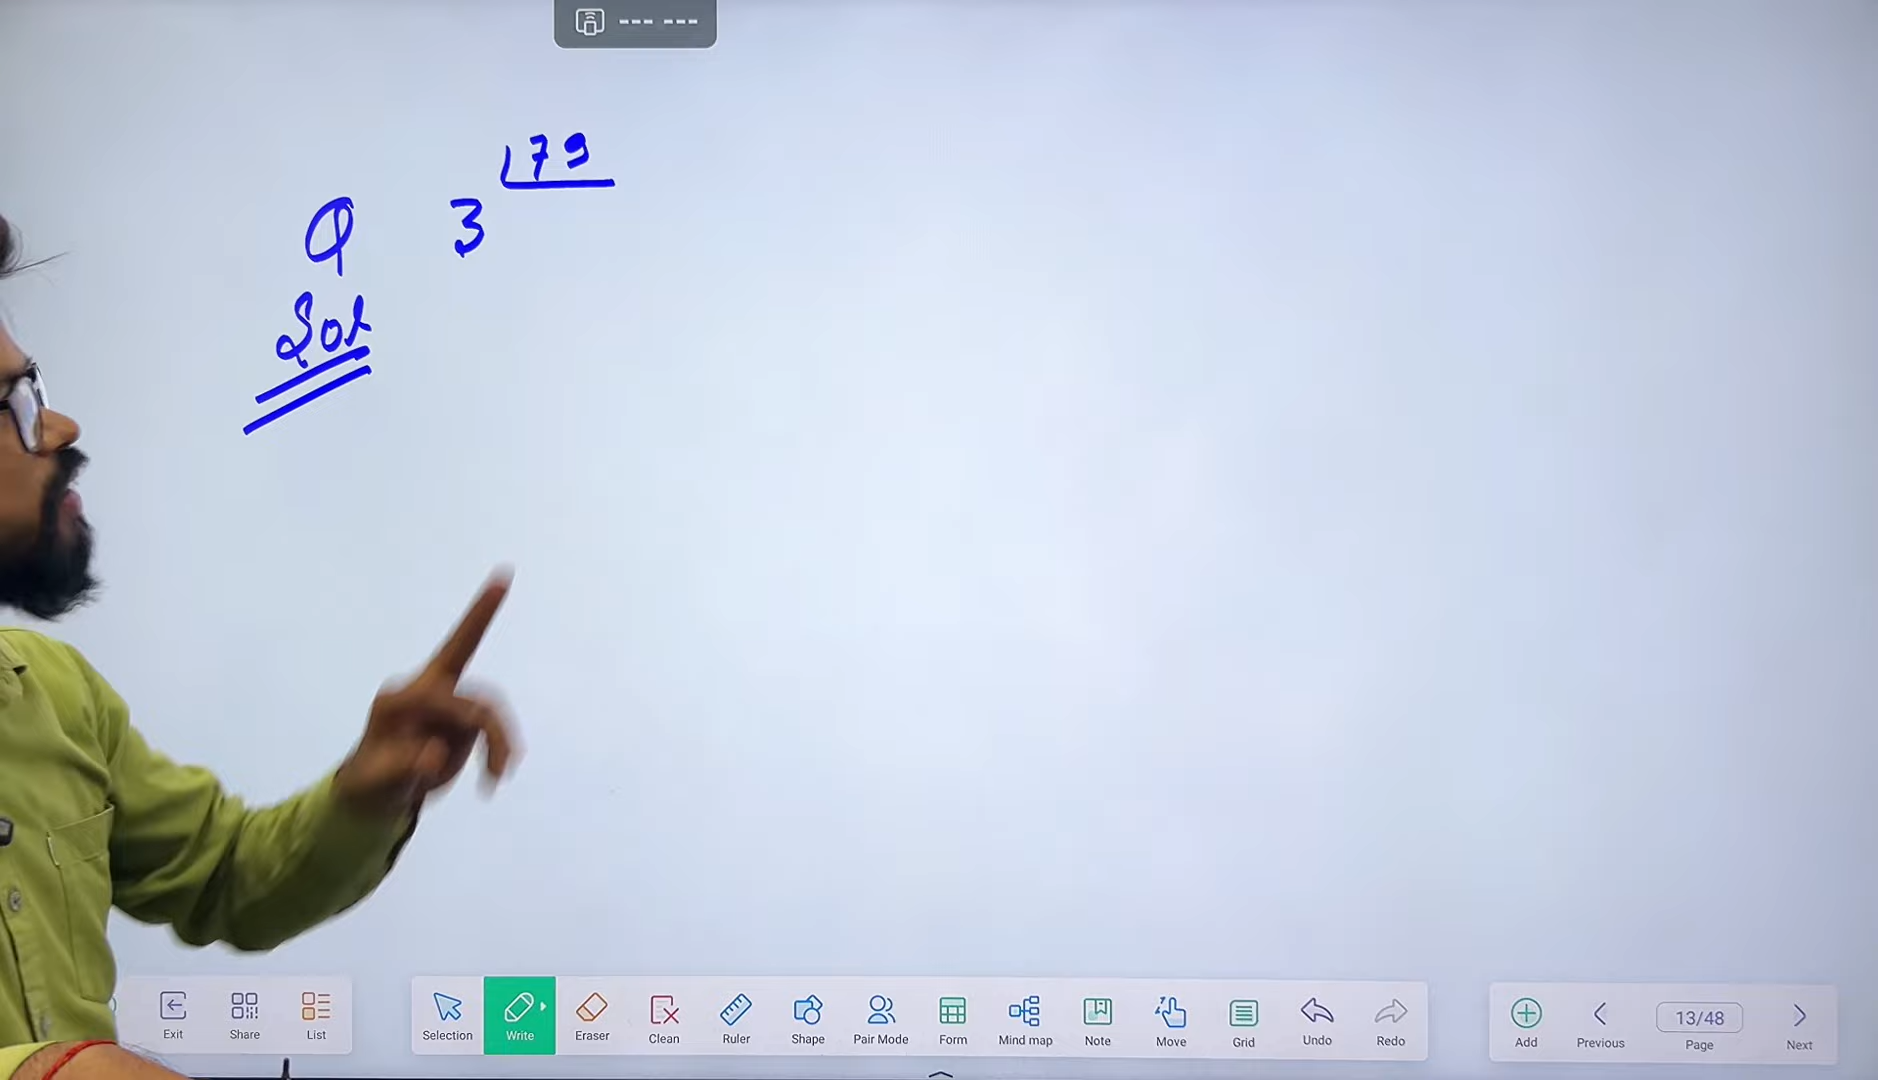 --- ---
Q 3^⌊79
Sol
Exit Share List Selection Write Eraser Clean Ruler Shape Pair Mode Form Mind map Note Move Grid Undo Redo Add Previous 13/48 Page Next